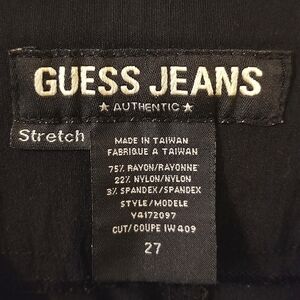 GUESS JEANS
★ AUTHENTIC ★
Stretch
MADE IN TAIWAN
FABRIQUE A TAIWAN
75% RAYON/RAYONNE
22% NYLON/NYLON
3% SPANDEX/SPANDEX
STYLE/MODELE
Y4172097
CUT/COUPE IW409
27